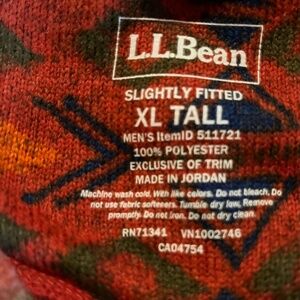 L.L.Bean
SLIGHTLY FITTED
XL TALL
MEN'S ItemID 511721
100% POLYESTER
EXCLUSIVE OF TRIM
MADE IN JORDAN
Machine wash cold. With like colors. Do not bleach. Do
not use fabric softeners. Tumble dry low. Remove
promptly. Do not iron. Do not dry clean.
RN71341 VN1002746
CA04754